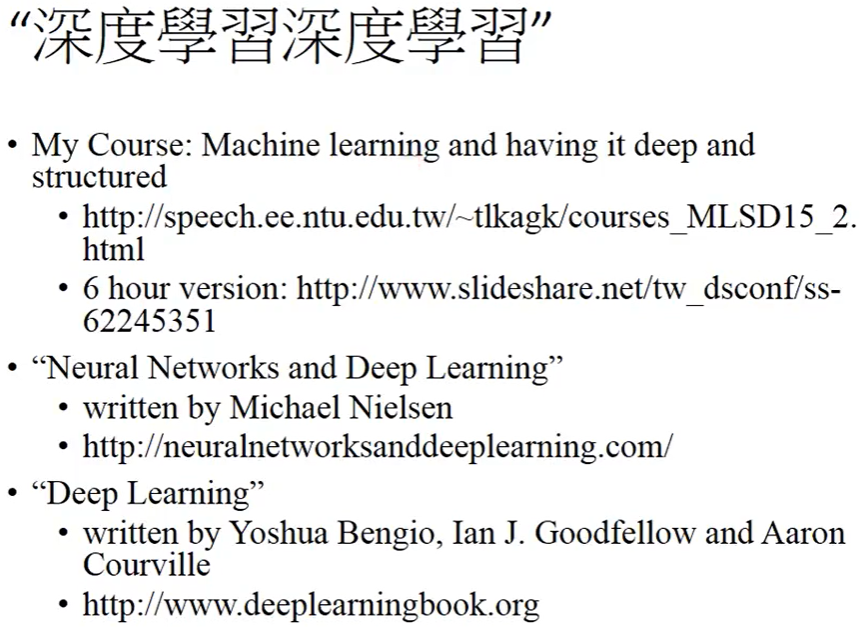 “深度學習深度學習”
• My Course: Machine learning and having it deep and
structured
• http://speech.ee.ntu.edu.tw/~tlkagk/courses_MLSD15_2.
html
• 6 hour version: http://www.slideshare.net/tw_dsconf/ss-
62245351
• “Neural Networks and Deep Learning”
• written by Michael Nielsen
• http://neuralnetworksanddeeplearning.com/
• “Deep Learning”
• written by Yoshua Bengio, Ian J. Goodfellow and Aaron
Courville
• http://www.deeplearningbook.org